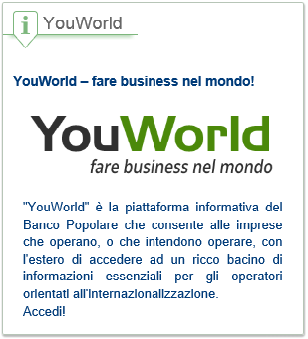 i YouWorld
YouWorld – fare business nel mondo!
YouWorld
fare business nel mondo
"YouWorld" è la piattaforma informativa del
Banco Popolare che consente alle imprese
che operano, o che intendono operare, con
l'estero di accedere ad un ricco bacino di
informazioni essenziali per gli operatori
orientati all'internazionalizzazione.
Accedi!